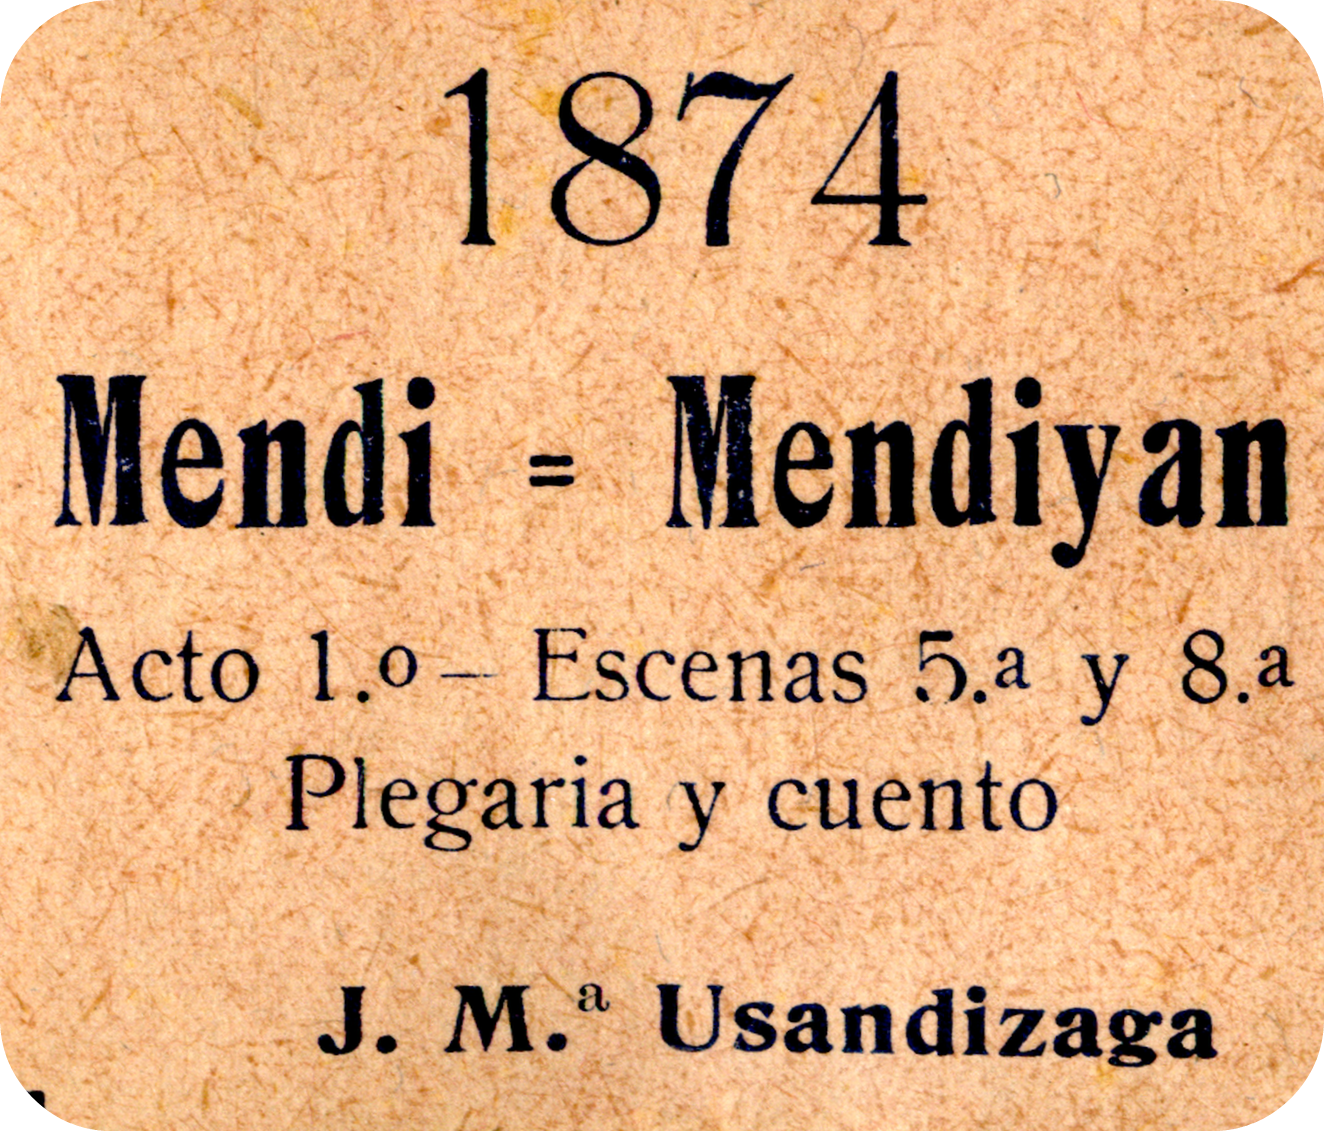 1874
Mendi = Mendiyan
Acto 1.º – Escenas 5.ª y 8.ª
Plegaria y cuento
J. M.ª Usandizaga